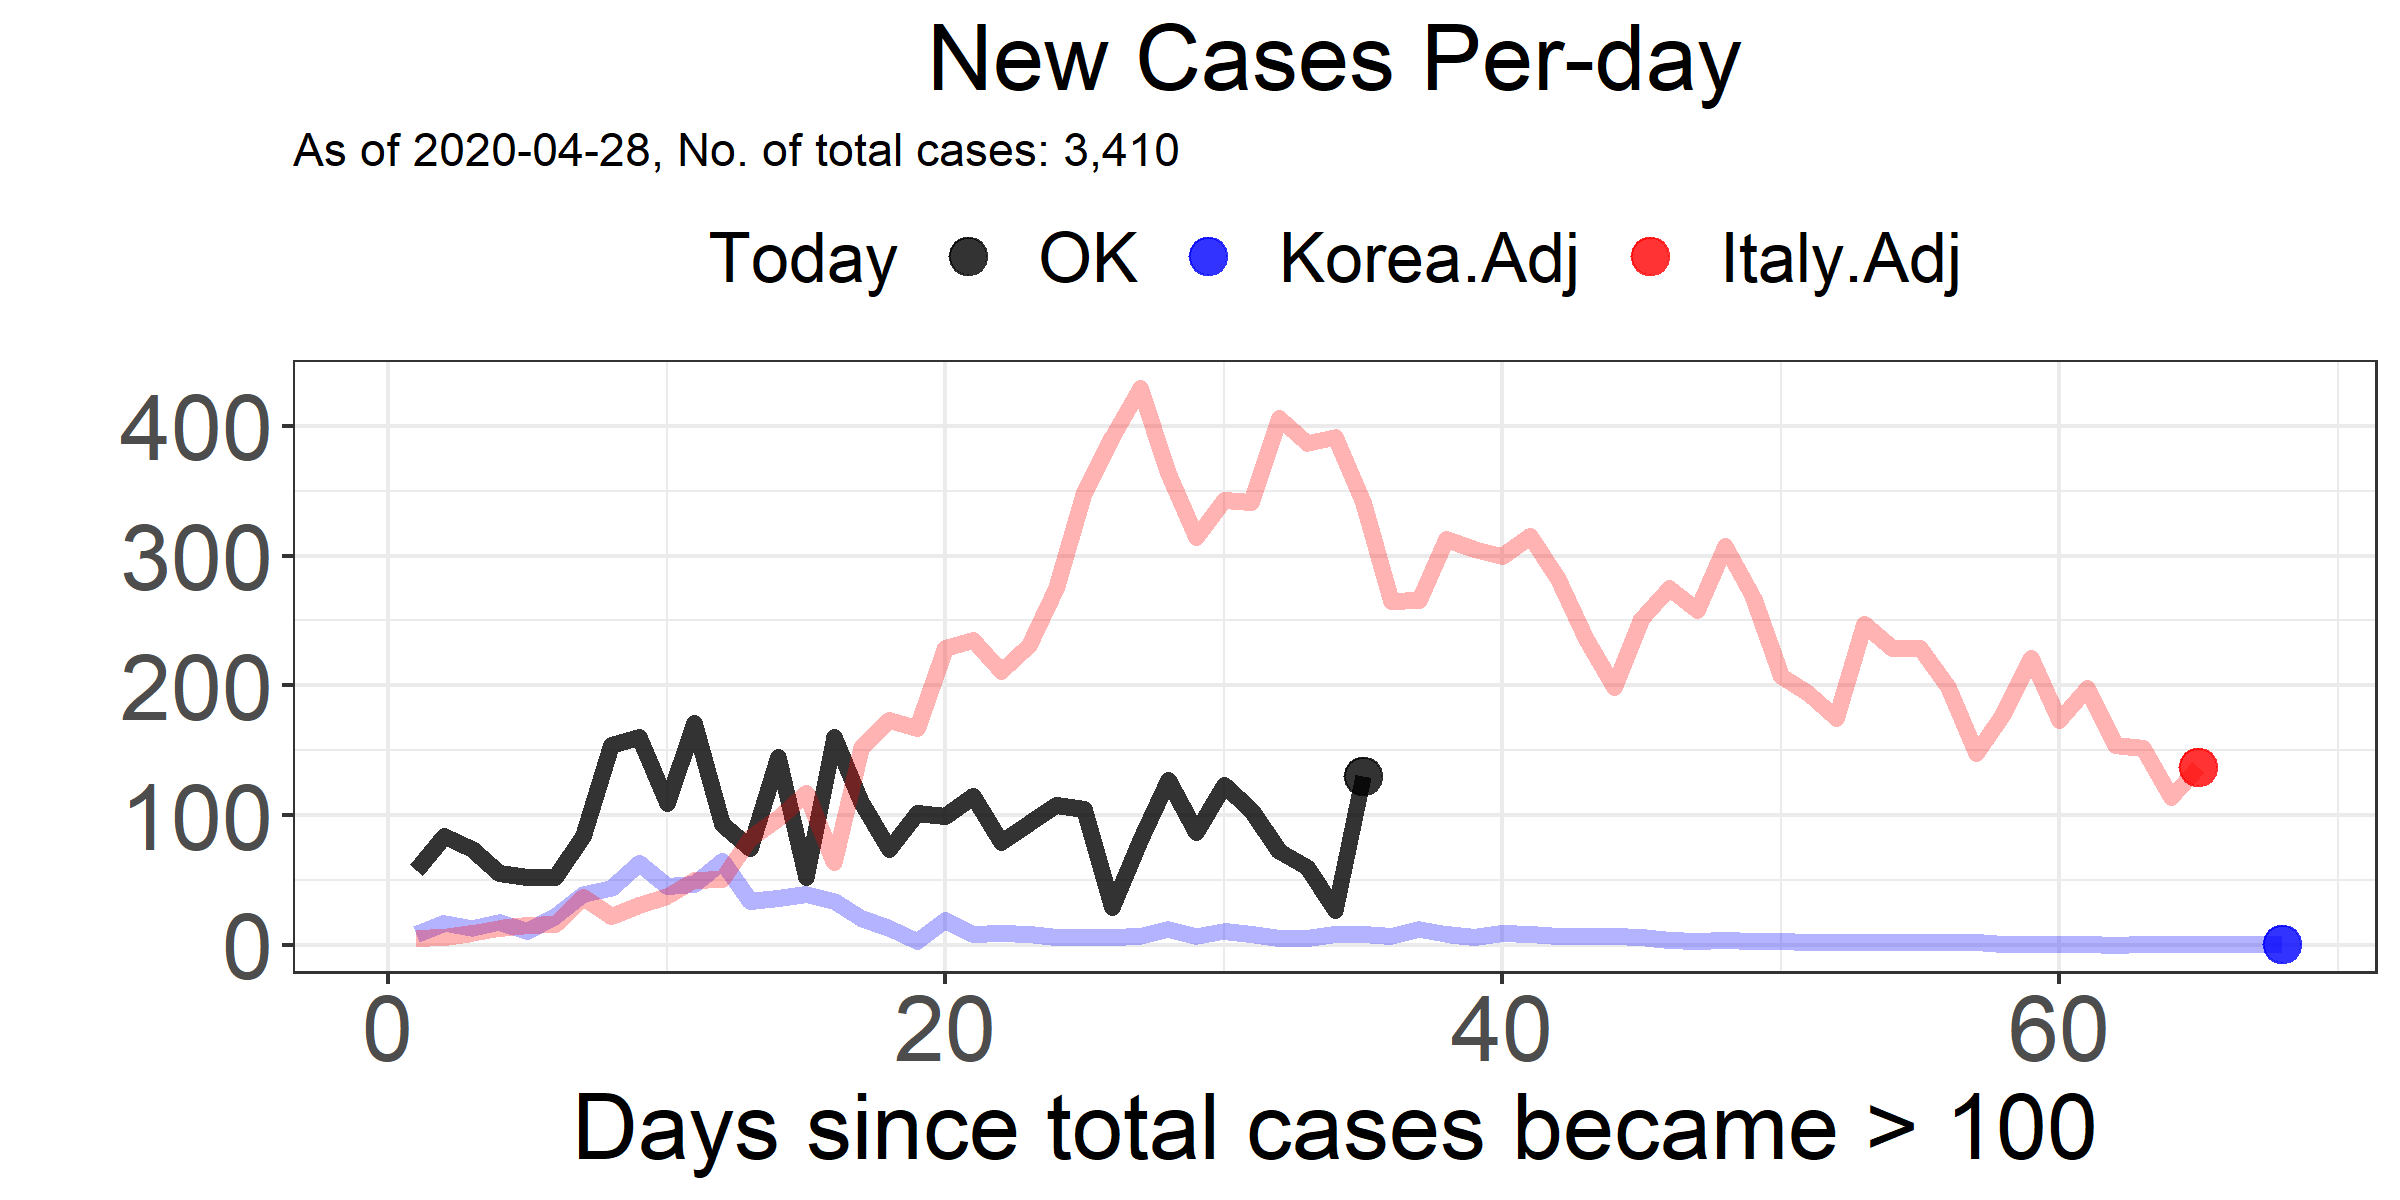 New Cases Per-day
As of 2020-04-28, No. of total cases: 3,410
Today OK Korea.Adj Italy.Adj
400
300
200
100
0
0 20 40 60
Days since total cases became > 100